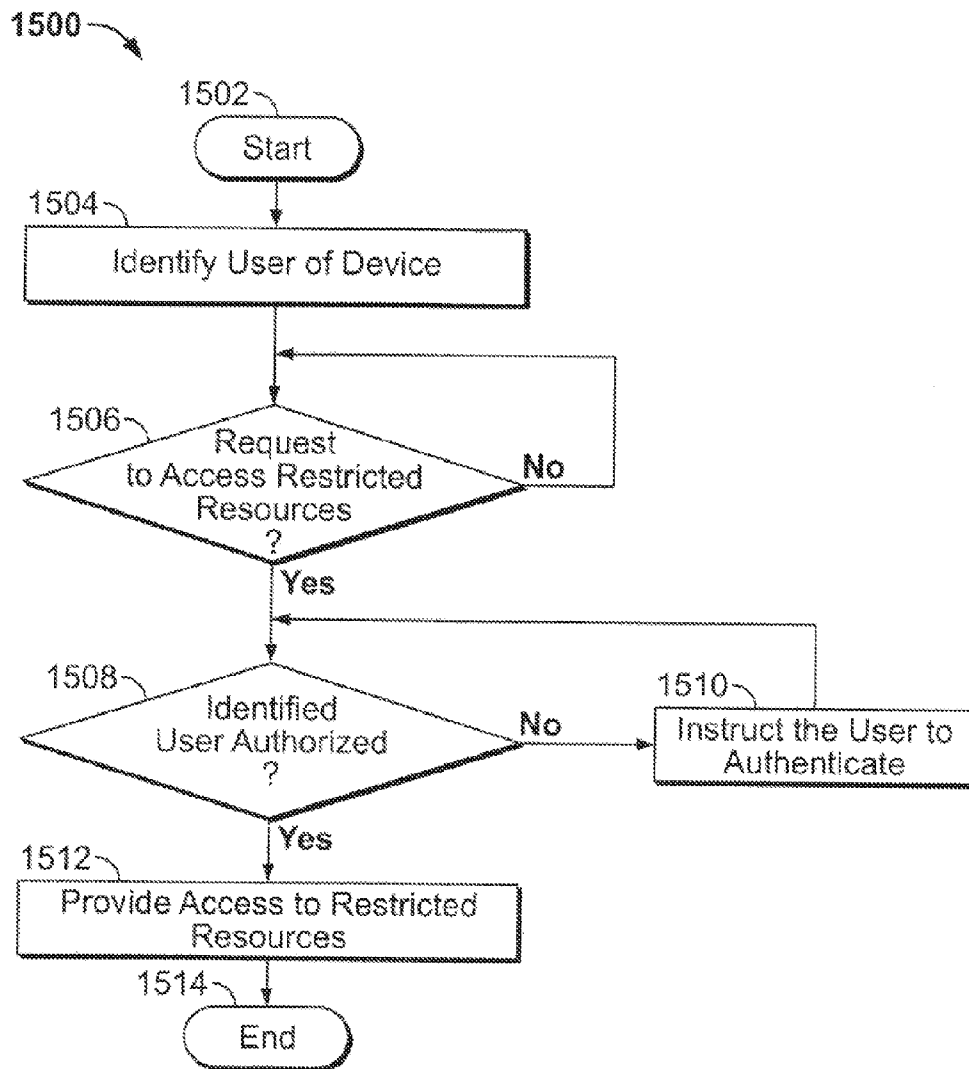 1500
1502
Start
1504
Identify User of Device
1506
Request
to Access Restricted
Resources
?
No
Yes
1508
Identified
User Authorized
?
No
1510
Instruct the User to
Authenticate
Yes
1512
Provide Access to Restricted
Resources
1514
End